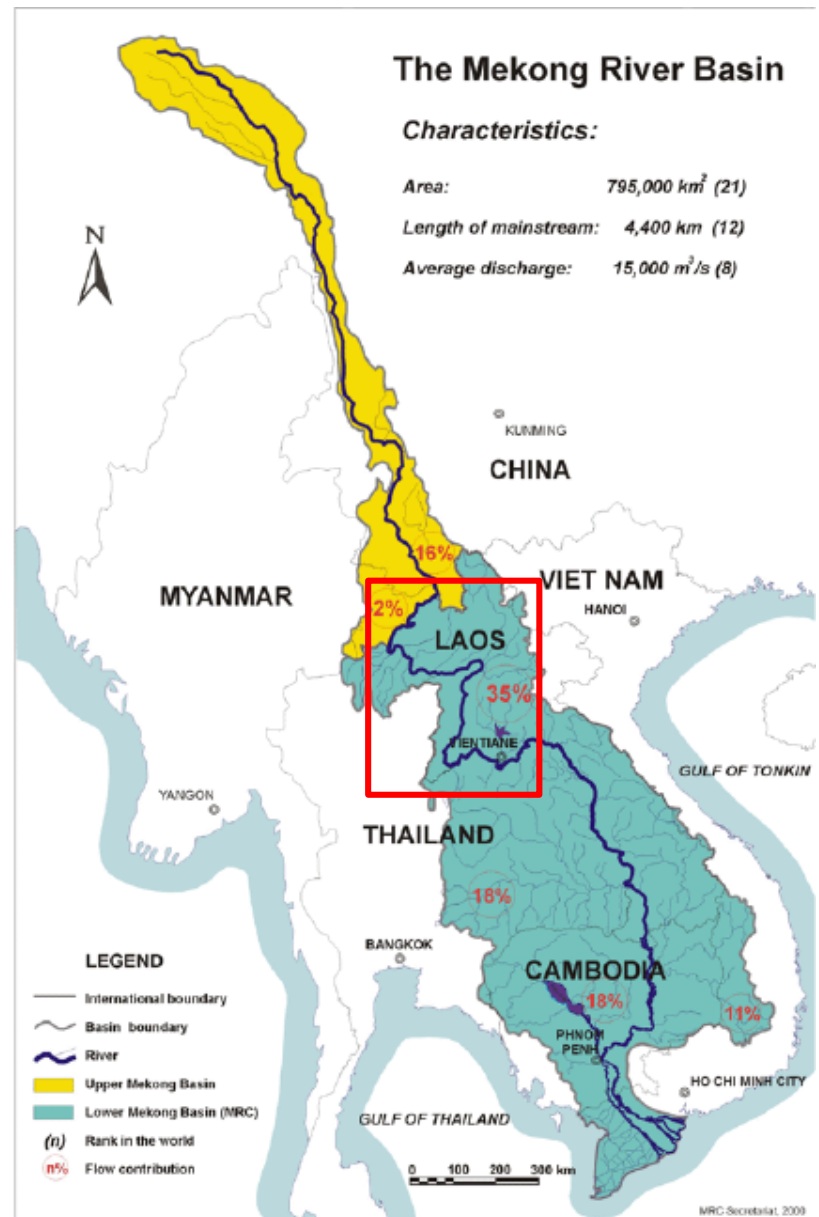 The Mekong River Basin
Characteristics:
Area: 795,000 km² (21)
Length of mainstream: 4,400 km (12)
Average discharge: 15,000 m³/s (8)
N
KUNMING
CHINA
16%
VIET NAM
MYANMAR
2%
HANOI
LAOS
35%
VIENTIANE
GULF OF TONKIN
YANGON
THAILAND
18%
BANGKOK
LEGEND
CAMBODIA
International boundary
18%
11%
Basin boundary
PHNOM
PENH
River
Upper Mekong Basin
HO CHI MINH CITY
Lower Mekong Basin (MRC)
GULF OF THAILAND
(n) Rank in the world
n% Flow contribution
0 100 200 300 km
MRC Secretariat, 2000